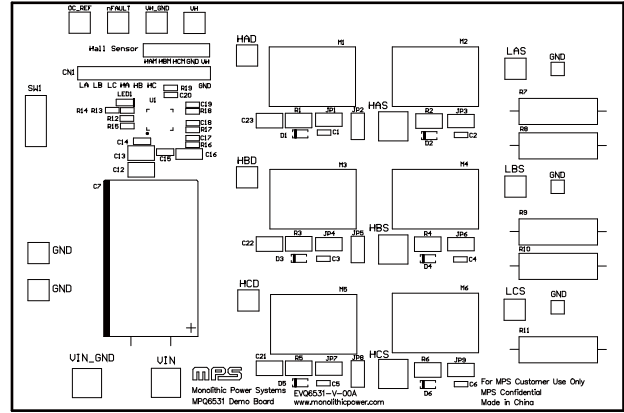 OC_REF nFAULT VH_GND VH
Hall Sensor
HAM HBM HCM GND VH
CN1
LA LB LC HA HB HC GND
SW1
LED1 U1 R19
C20
R14 R13 C19
R18
R12
R15 C18
R17
C14 C17
R16
C13 C15 C16
C12
C7
GND
GND
+
VIN_GND VIN
HAD M1 M2
C23 R1 JP1 JP2 HAS R2 JP3
D1 C1 D2 C2
HBD M3 M4
C22 R3 JP4 JP5 HBS R4 JP6
D3 C3 D4 C4
HCD M5 M6
C21 R5 JP7 JP8 HCS R6 JP9
D5 C5 D6 C6
LAS GND
R7
R8
LBS GND
R9
R10
LCS GND
R11
mps
Monolithic Power Systems EVQ6531-V-00A
MPQ6531 Demo Board www.monolithicpower.com
For MPS Customer Use Only
MPS Confidential
Made in China